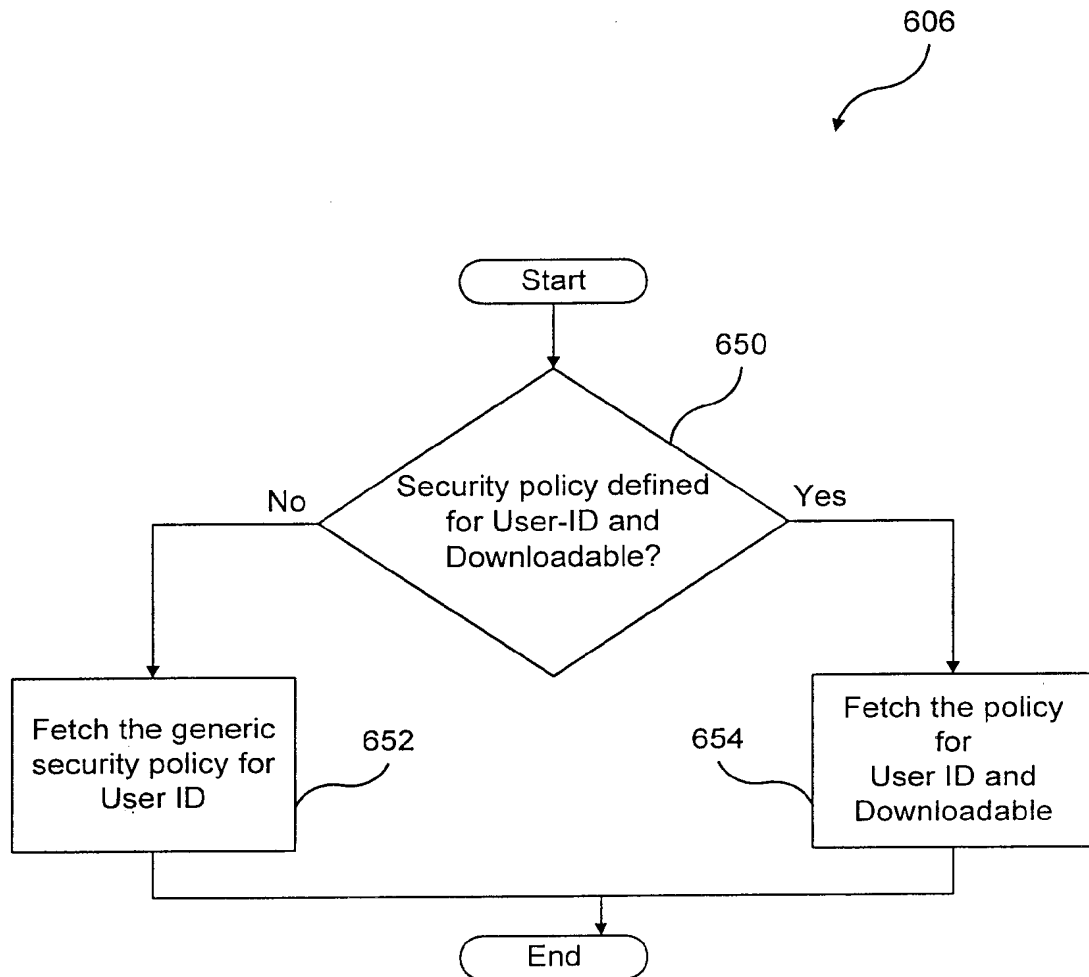 606
Start
650
Security policy defined
for User-ID and
Downloadable?
No
Yes
Fetch the generic
security policy for
User ID
652
654
Fetch the policy
for
User ID and
Downloadable
End